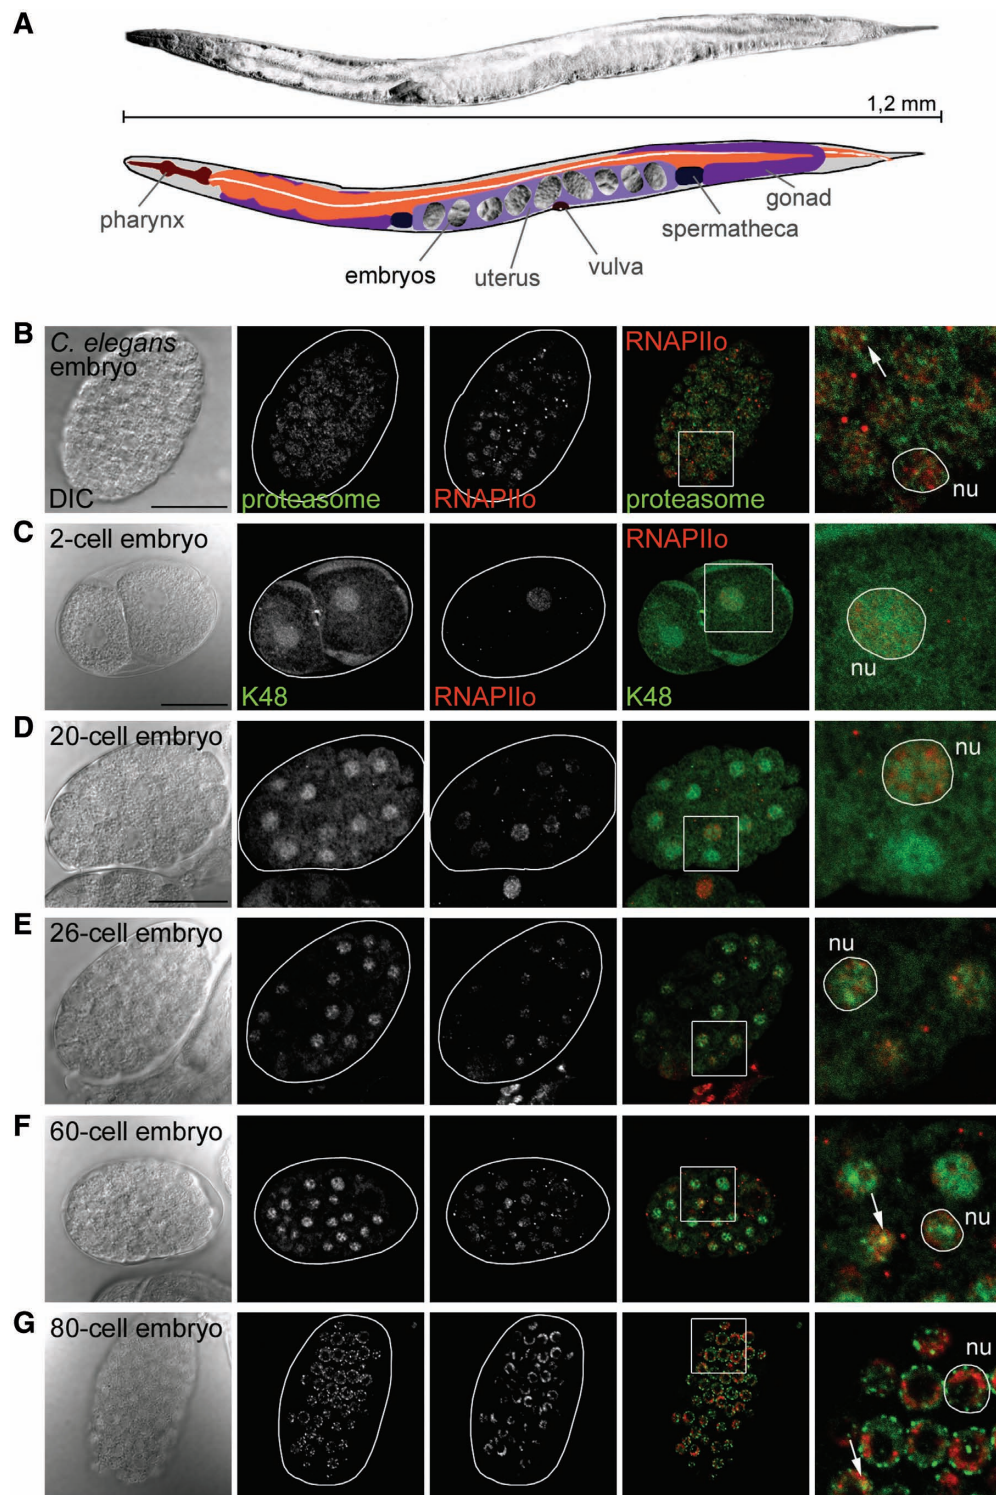 A
1,2 mm
pharynx
gonad
spermatheca
embryos
uterus
vulva
B
C. elegans
embryo
DIC
proteasome
RNAPIIo
RNAPIIo
proteasome
nu
C
2-cell embryo
K48
RNAPIIo
RNAPIIo
K48
nu
D
20-cell embryo
nu
E
26-cell embryo
nu
F
60-cell embryo
nu
G
80-cell embryo
nu